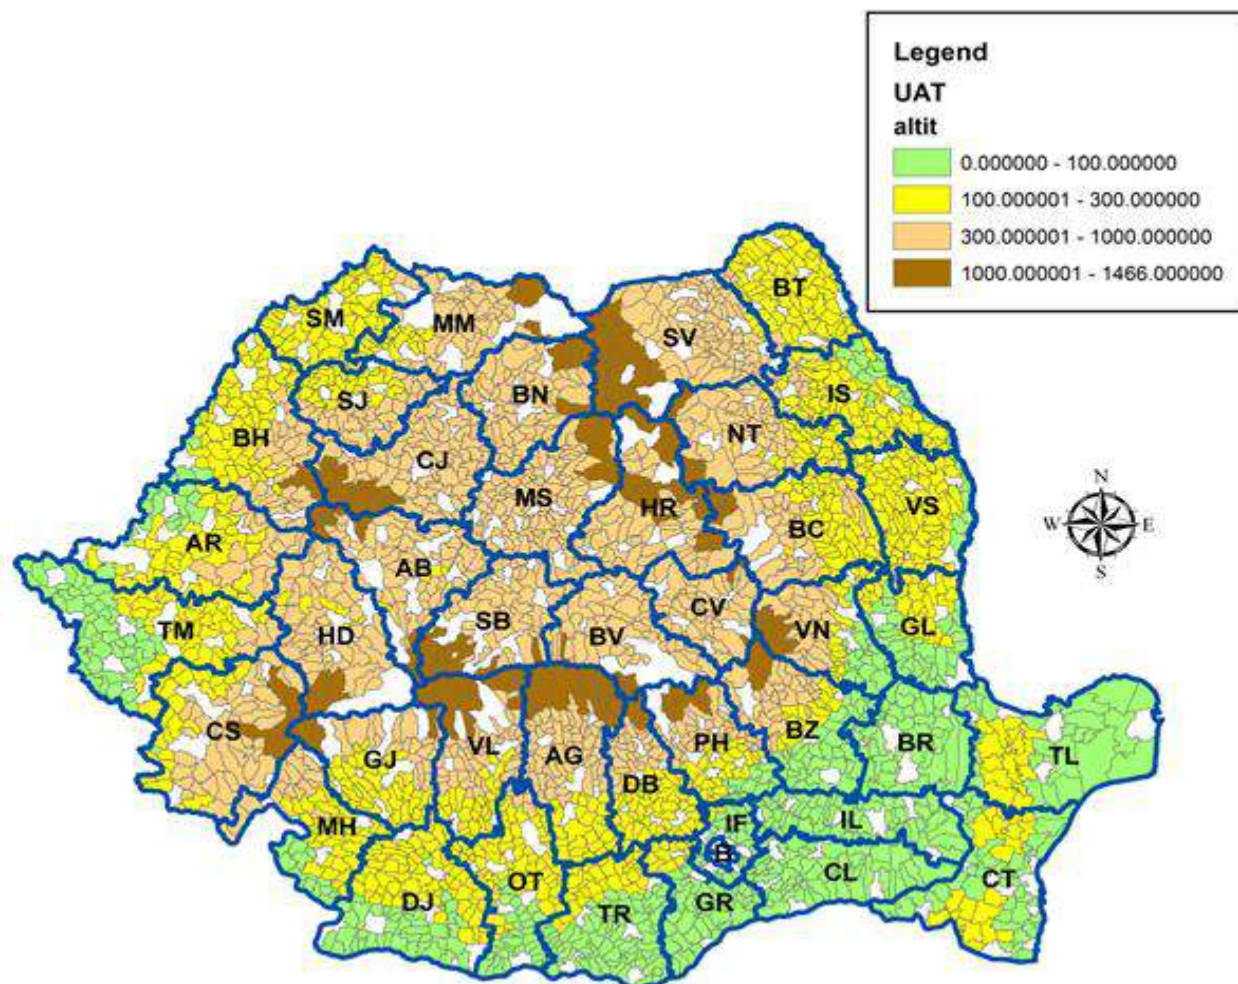 Legend
UAT
altit
0.000000 - 100.000000
100.000001 - 300.000000
300.000001 - 1000.000000
1000.000001 - 1466.000000
BT
SM
MM
SV
SJ
BN
IS
BH
CJ
NT
MS
HR
VS
N
W
E
S
AR
BC
AB
SB
CV
TM
HD
BV
VN
GL
CS
GJ
VL
AG
PH
BZ
BR
TL
DB
MH
IF
IL
B
DJ
OT
TR
GR
CL
CT